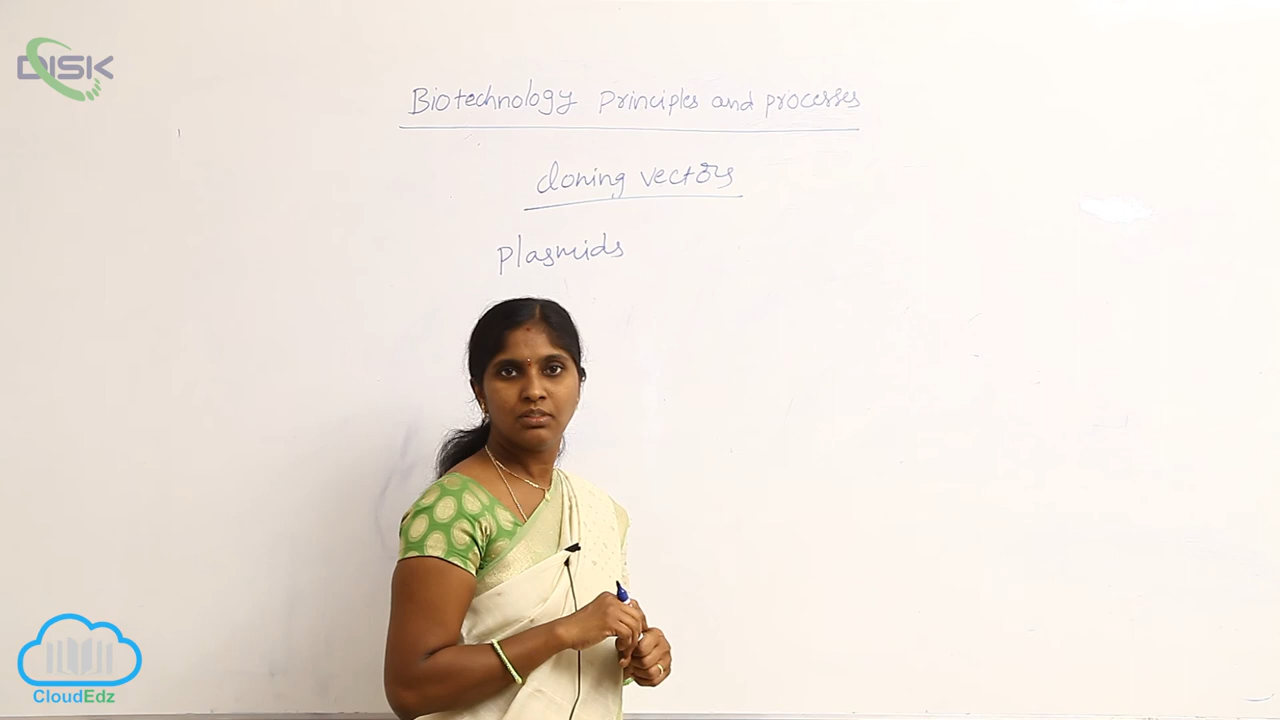 DISK
Biotechnology Principles and processes
cloning vectors
plasmids
CloudEdz